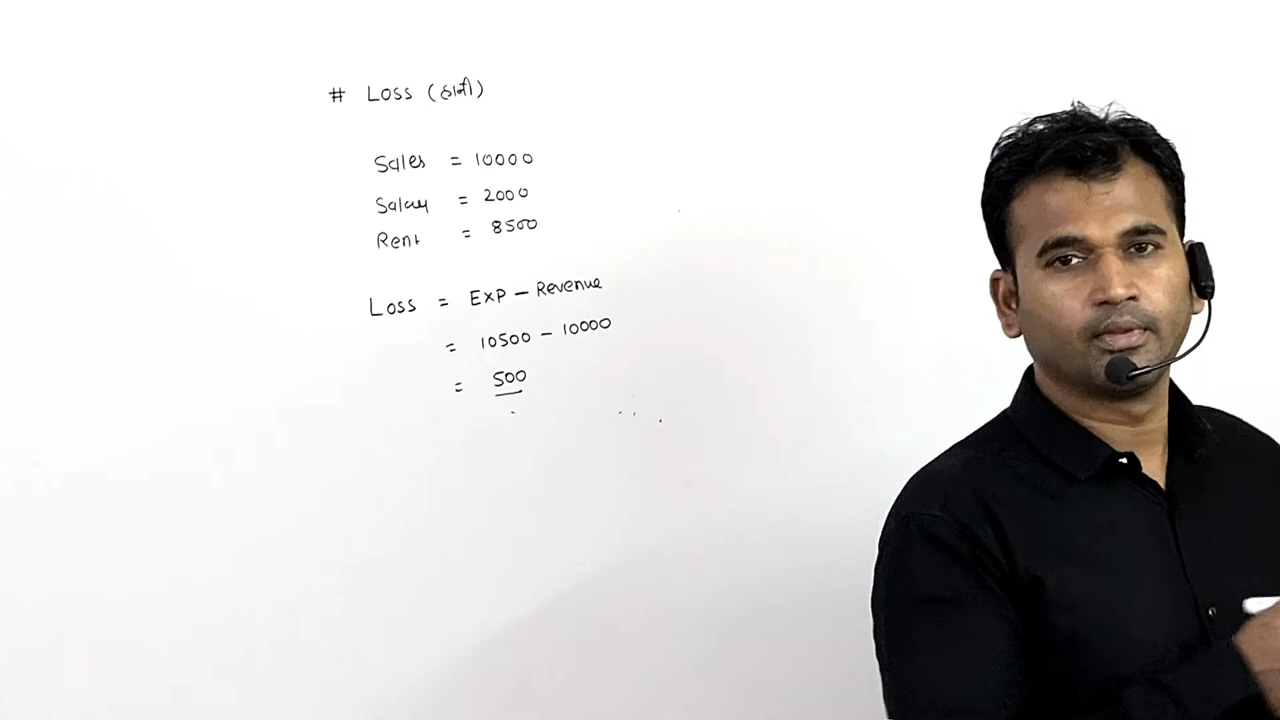 # Loss (हानी)
Sales = 10000
Salary = 2000
Rent = 8500
Loss = EXP - Revenue
= 10500 - 10000
= 500